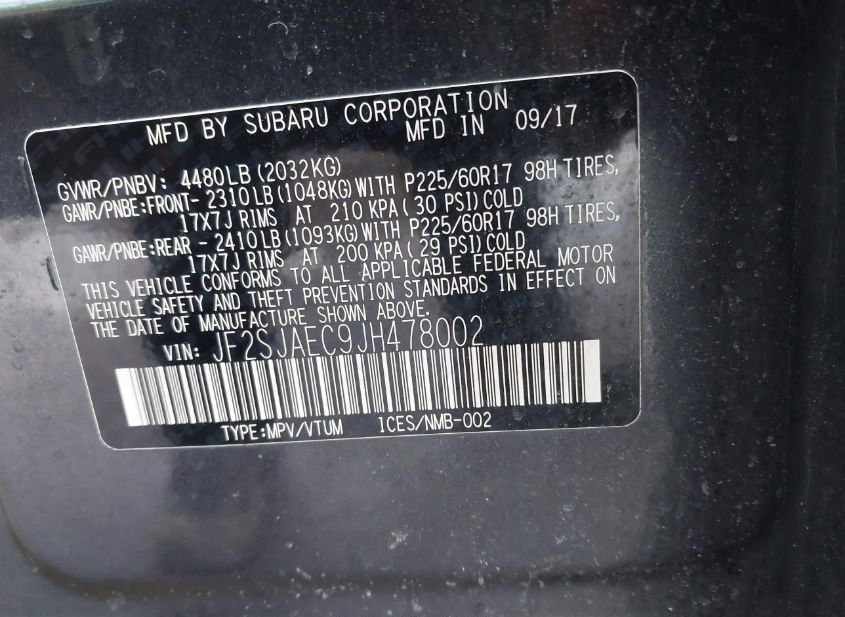 MFD BY SUBARU CORPORATION
MFD IN 09/17
GVWR/PNBV: 4480LB (2032KG)
GAWR/PNBE:FRONT- 2310LB (1048KG) WITH P225/60R17 98H TIRES,
17X7J RIMS AT 210 KPA( 30 PSI) COLD
GAWR/PNBE:REAR - 2410LB (1093KG) WITH P225/60R17 98H TIRES,
17X7J RIMS AT 200 KPA( 29 PSI) COLD
THIS VEHICLE CONFORMS TO ALL APPLICABLE FEDERAL MOTOR
VEHICLE SAFETY AND THEFT PREVENTION STANDARDS IN EFFECT ON
THE DATE OF MANUFACTURE SHOWN ABOVE.
VIN: JF2SJAEC9JH478002
TYPE:MPV/VTUM ICES/NMB-002